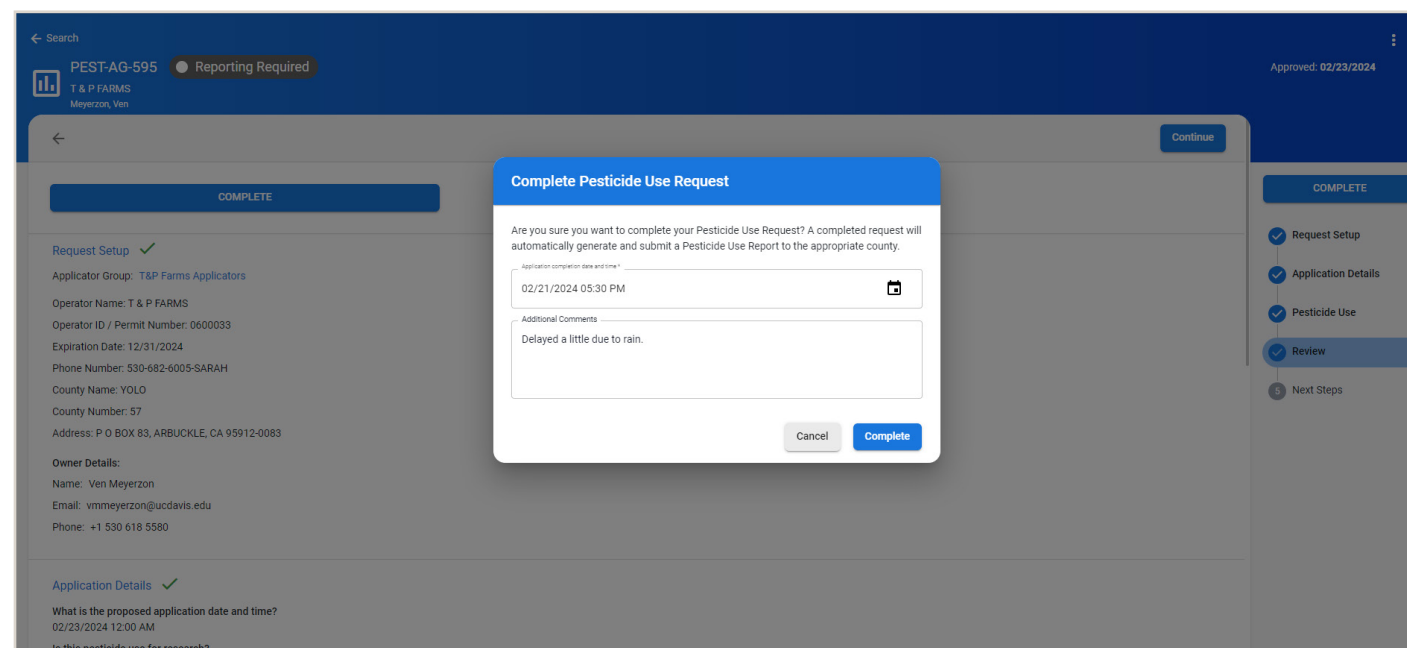 Search
PEST-AG-595 Reporting Required
T & P FARMS
Meyerzon, Ven
Approved: 02/23/2024
Continue
COMPLETE
Request Setup
Applicator Group: T&P Farms Applicators
Operator Name: T & P FARMS
Operator ID / Permit Number: 0600033
Expiration Date: 12/31/2024
Phone Number: 530-682-6005-SARAH
County Name: YOLO
County Number: 57
Address: P O BOX 83, ARBUCKLE, CA 95912-0083
Owner Details:
Name: Ven Meyerzon
Email: vmmeyerzon@ucdavis.edu
Phone: +1 530 618 5580
Application Details
What is the proposed application date and time?
02/23/2024 12:00 AM
Is this pesticide use for research?
Complete Pesticide Use Request
Are you sure you want to complete your Pesticide Use Request? A completed request will
automatically generate and submit a Pesticide Use Report to the appropriate county.
Application completion date and time *
02/21/2024 05:30 PM
Additional Comments
Delayed a little due to rain.
Cancel Complete
COMPLETE
Request Setup
Application Details
Pesticide Use
Review
5 Next Steps